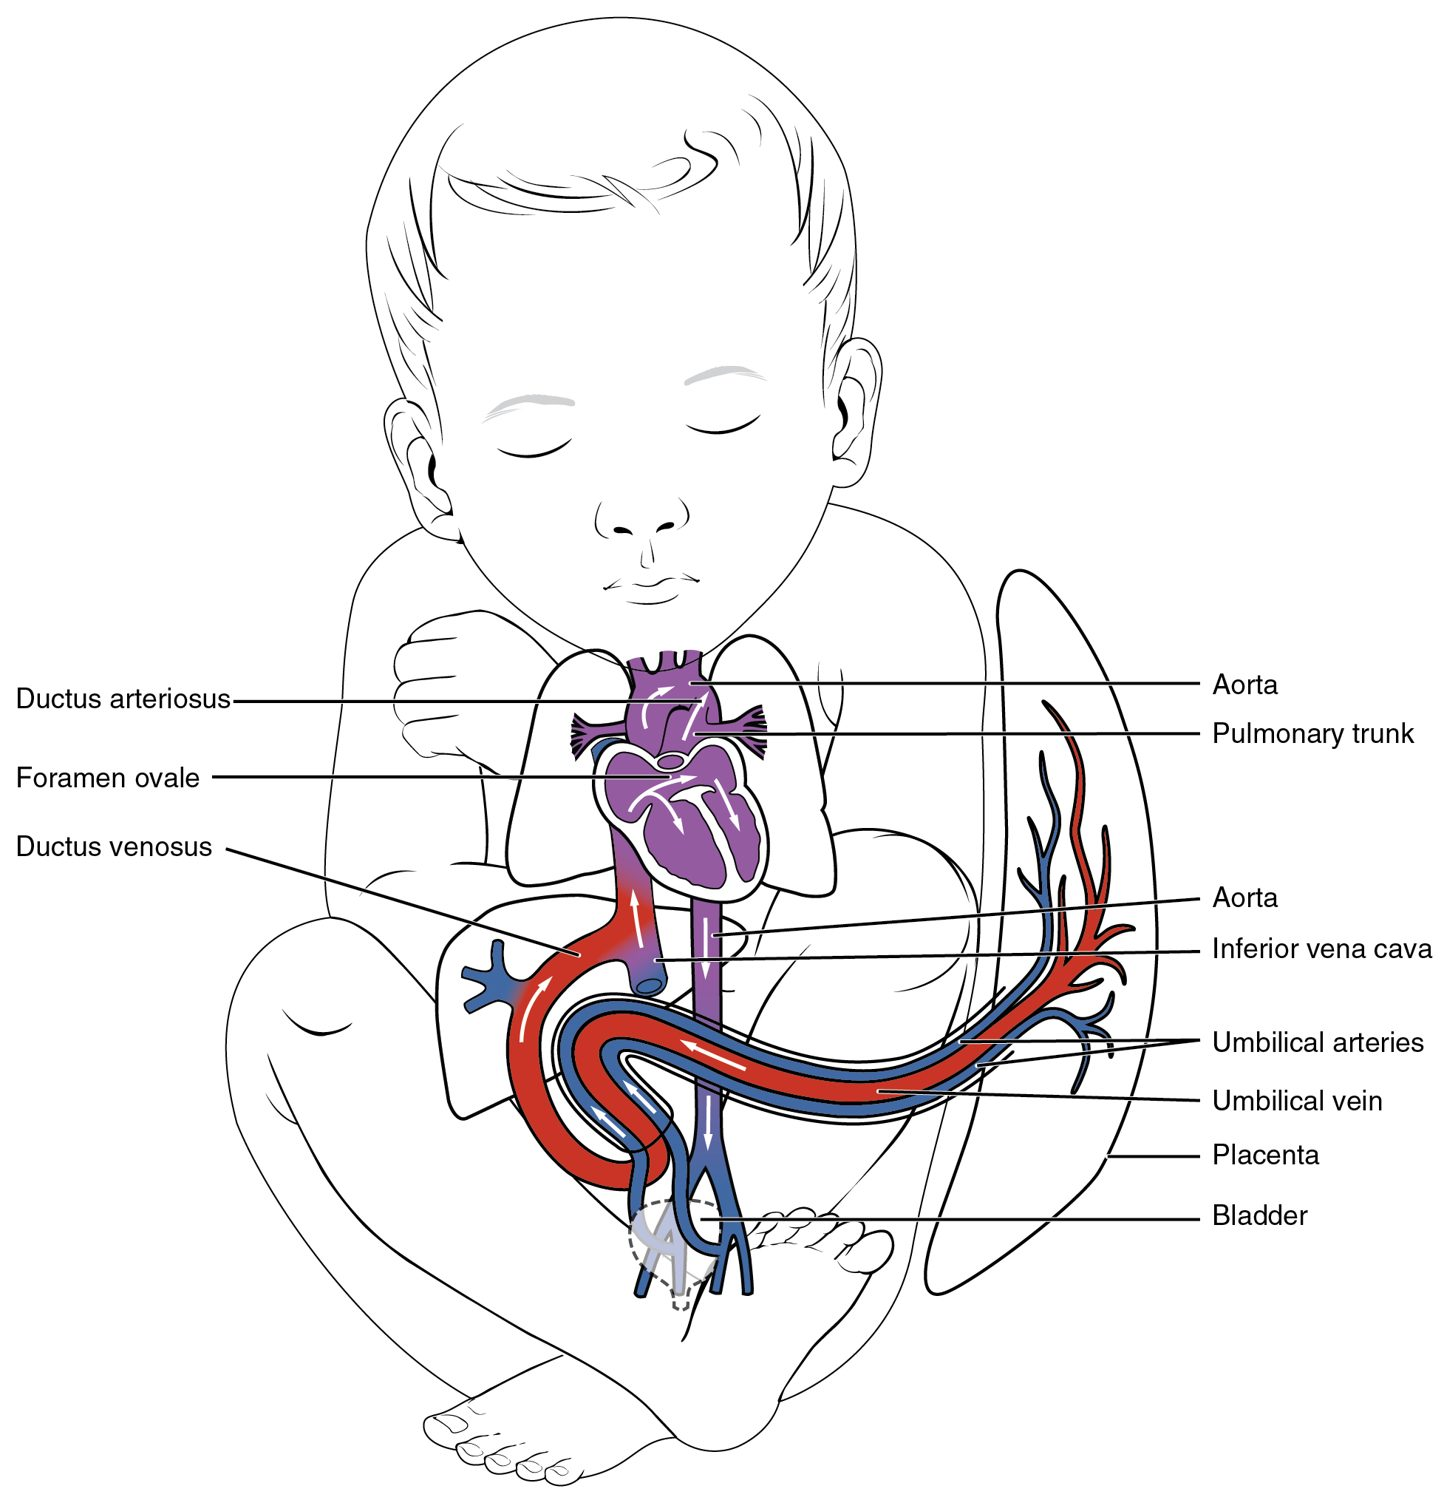 Ductus arteriosus
Foramen ovale
Ductus venosus
Aorta
Pulmonary trunk
Aorta
Inferior vena cava
Umbilical arteries
Umbilical vein
Placenta
Bladder